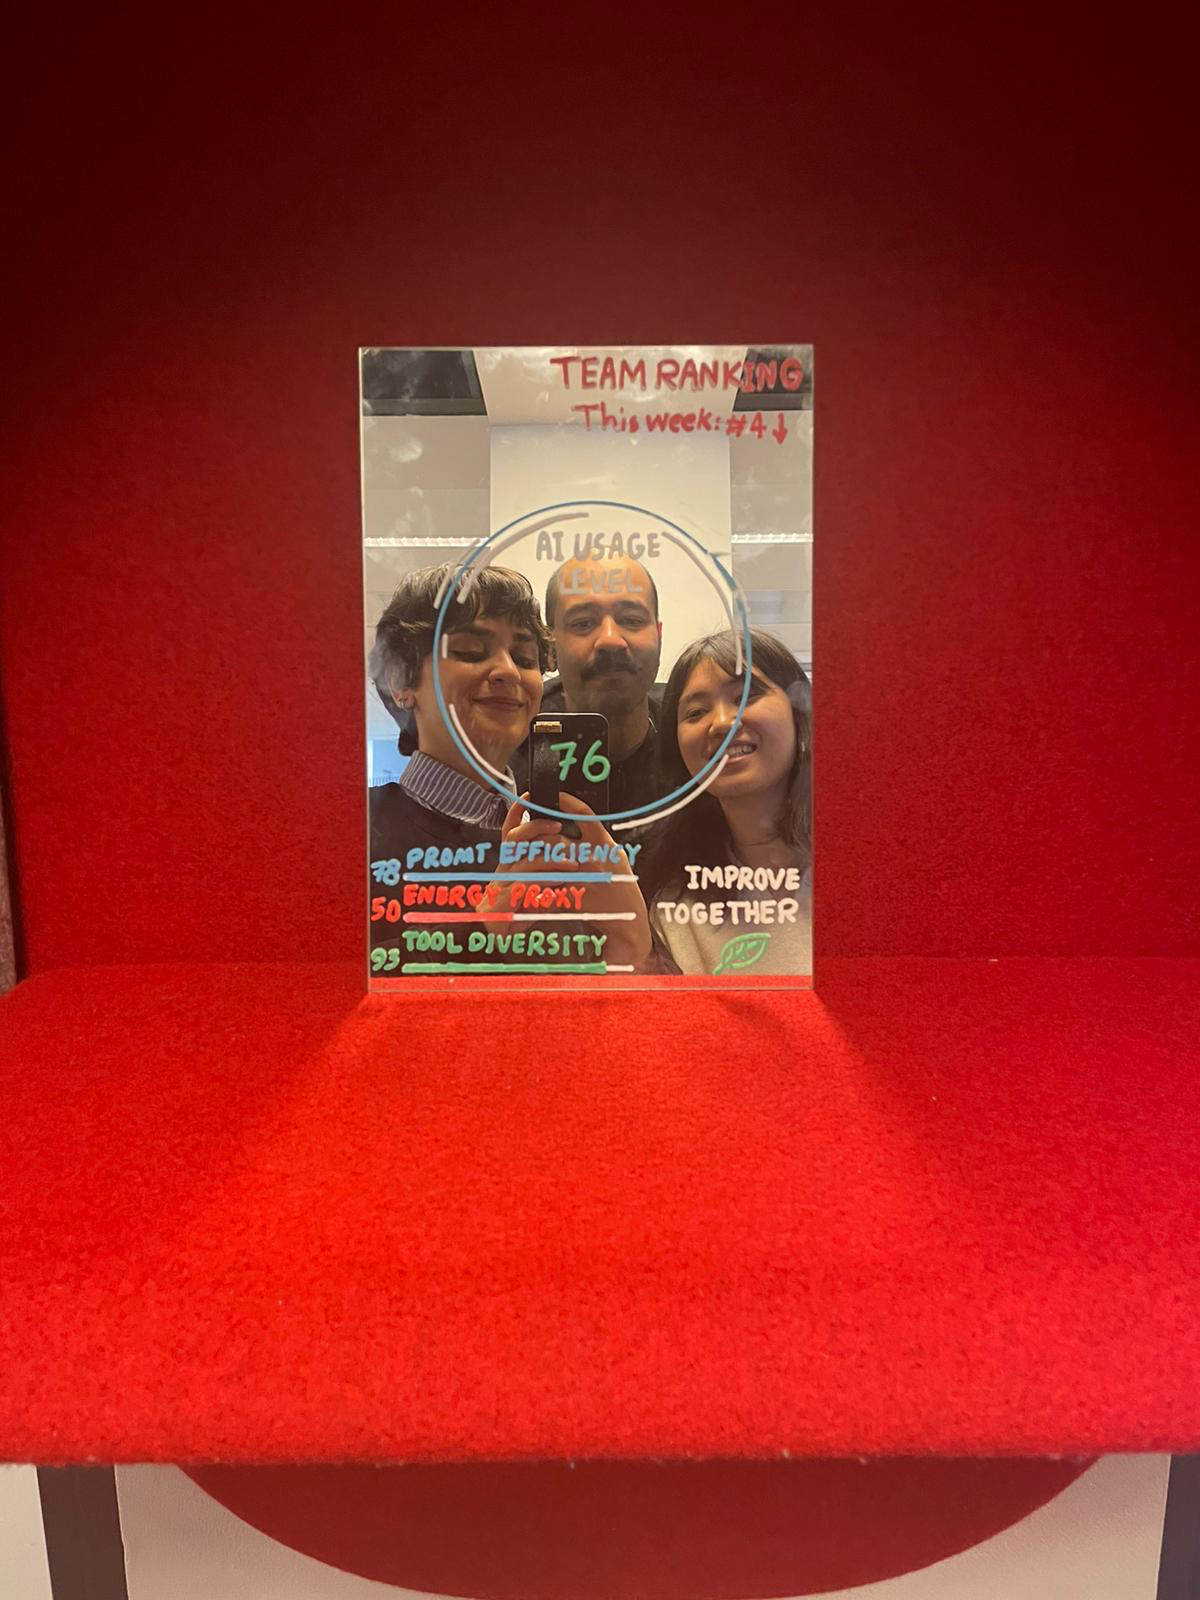 TEAM RANKING
This week: #4↓
AI USAGE
LEVEL
76
78 PROMT EFFICIENCY
50 ENERGY PROXY
93 TOOL DIVERSITY
IMPROVE
TOGETHER